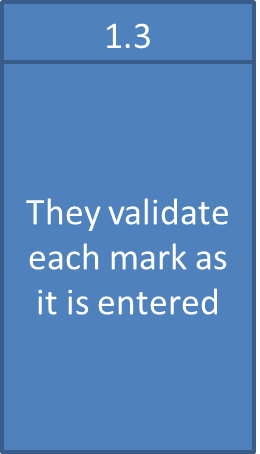 1.3
They validate
each mark as
it is entered